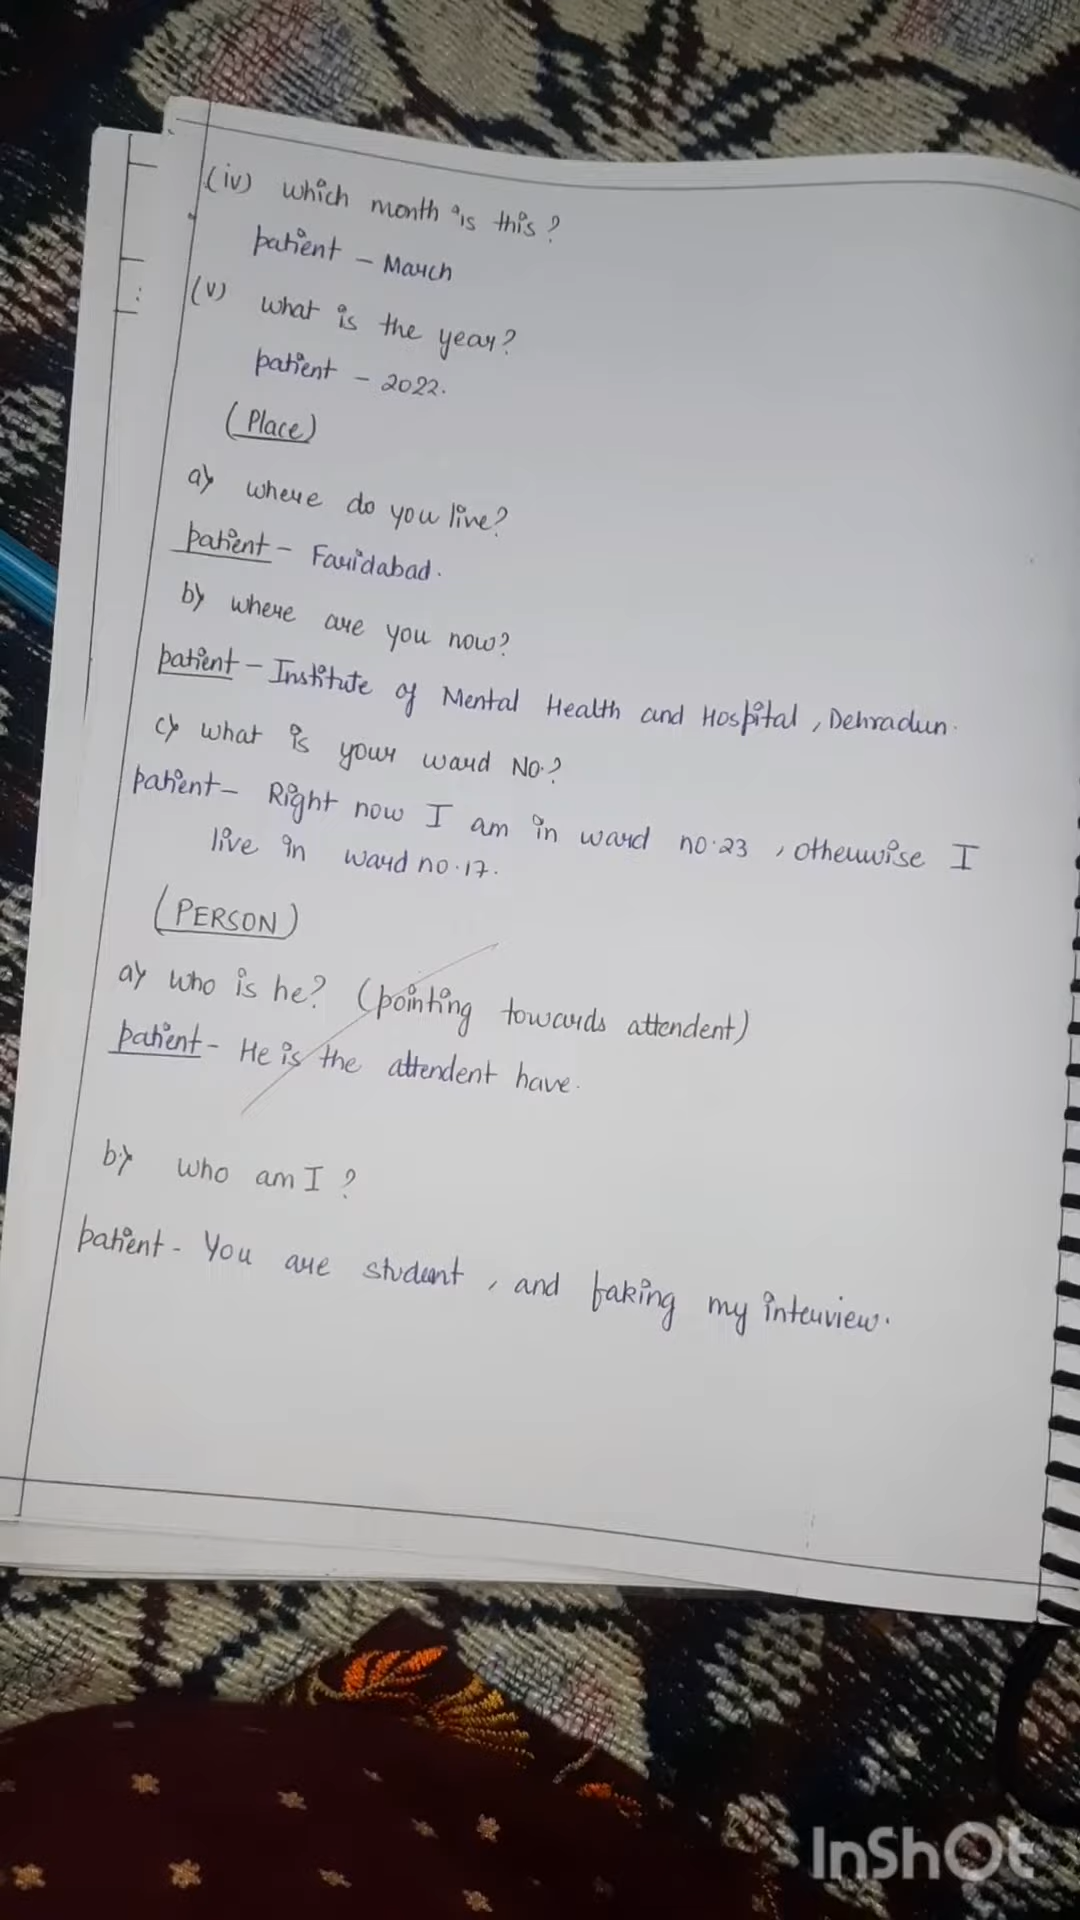 (iv) which month is this?
patient - March
(v) what is the year?
patient - 2022.
(Place)
a) where do you live?
patient - Faridabad.
b) where are you now?
patient - Institute of Mental Health and Hospital, Dehradun.
c) what is your ward No.?
patient - Right now I am in ward no. 23, otherwise I
live in ward no. 17.
(PERSON)
a) who is he? (pointing towards attendent)
patient - He is the attendent have.
b) who am I?
patient - You are student, and taking my interview.
InShOt